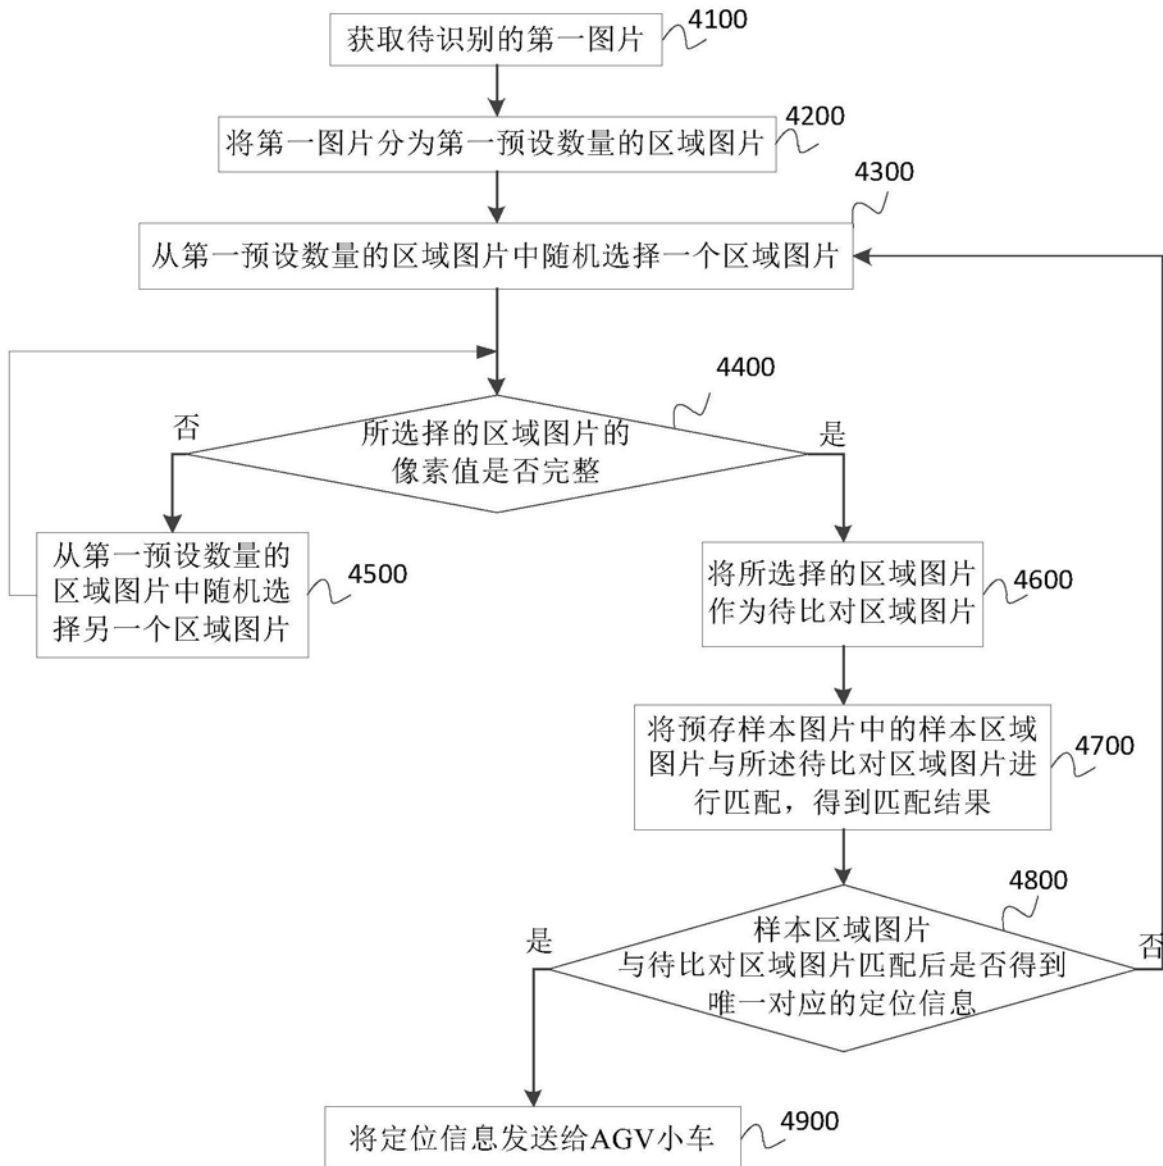 获取待识别的第一图片
4100
将第一图片分为第一预设数量的区域图片
4200
4300
从第一预设数量的区域图片中随机选择一个区域图片
4400
否
所选择的区域图片的
像素值是否完整
是
从第一预设数量的
区域图片中随机选
择另一个区域图片
4500
将所选择的区域图片
作为待比对区域图片
4600
将预存样本图片中的样本区域
图片与所述待比对区域图片进
行匹配，得到匹配结果
4700
4800
是
样本区域图片
与待比对区域图片匹配后是否得到
唯一对应的定位信息
否
将定位信息发送给AGV小车
4900